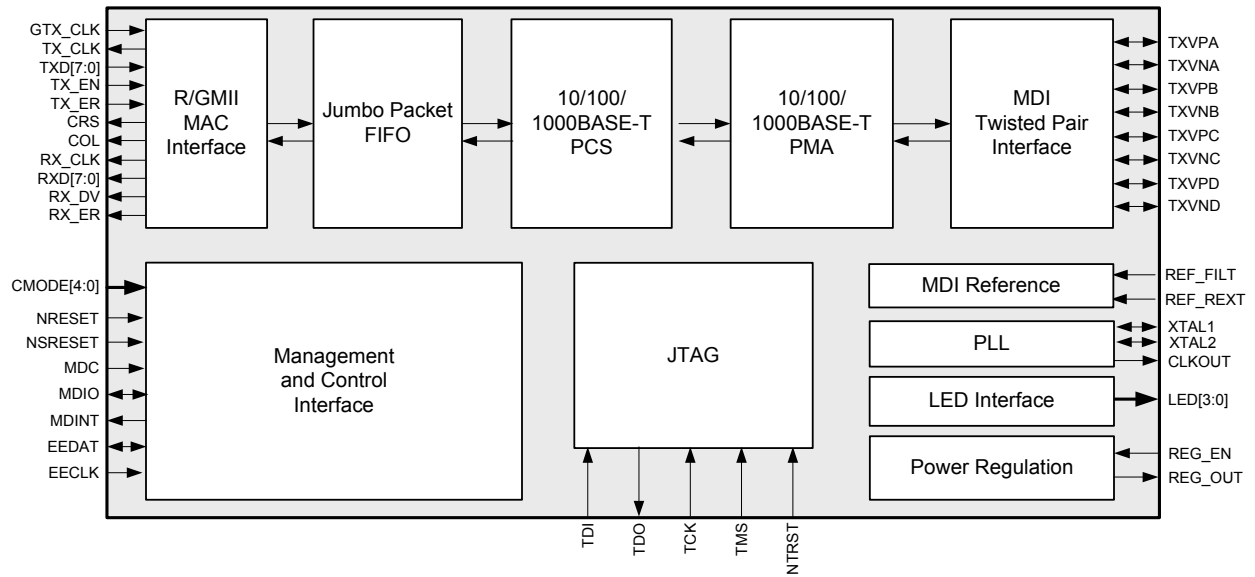 GTX_CLK
TX_CLK
TXD[7:0]
TX_EN
TX_ER
CRS
COL
RX_CLK
RXD[7:0]
RX_DV
RX_ER
R/GMII
MAC
Interface
Jumbo Packet
FIFO
10/100/
1000BASE-T
PCS
10/100/
1000BASE-T
PMA
MDI
Twisted Pair
Interface
TXVPA
TXVNA
TXVPB
TXVNB
TXVPC
TXVNC
TXVPD
TXVND
CMODE[4:0]
NRESET
NSRESET
MDC
MDIO
MDINT
EEDAT
EECLK
Management
and Control
Interface
JTAG
TDI
TDO
TCK
TMS
NTRST
MDI Reference
REF_FILT
REF_REXT
PLL
XTAL1
XTAL2
CLKOUT
LED Interface
LED[3:0]
Power Regulation
REG_EN
REG_OUT